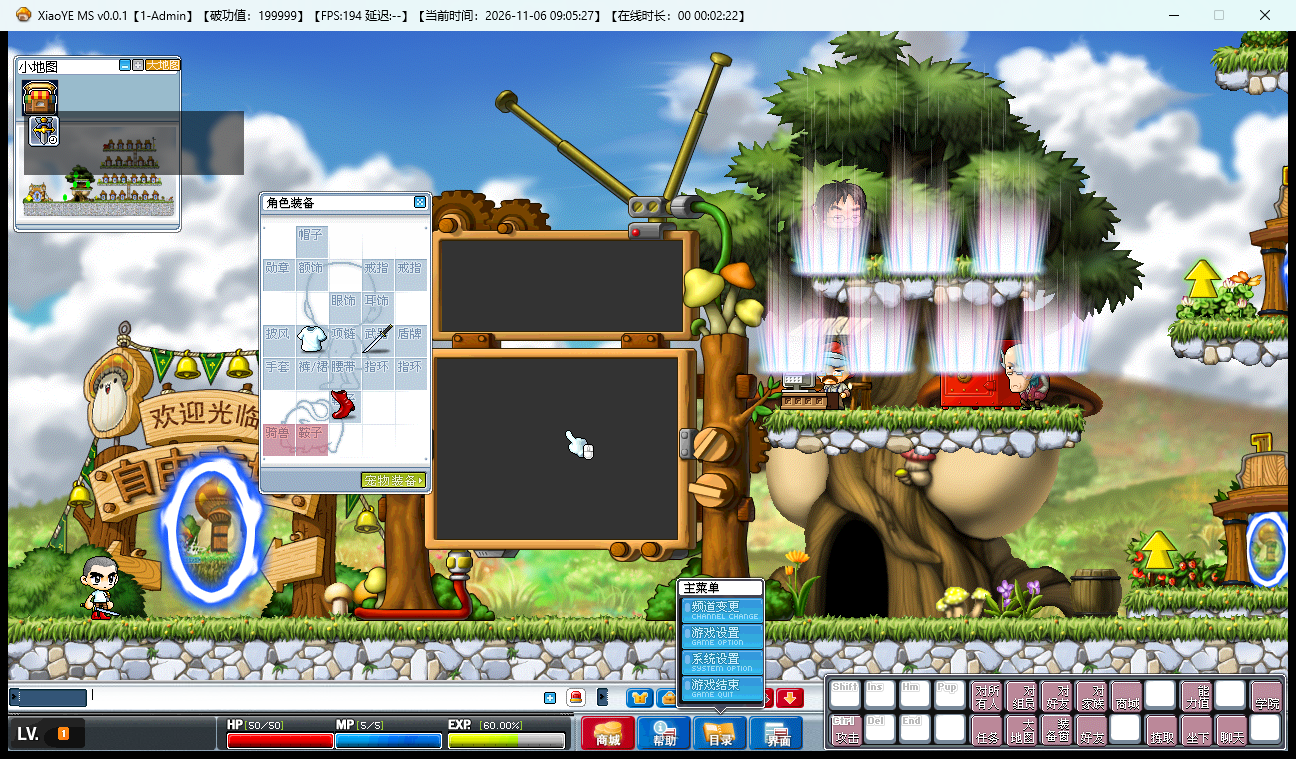 XiaoYE MS v0.0.1【1-Admin】【破功值：199999】【FPS:194 延迟:--】【当前时间：2026-11-06 09:05:27】【在线时长：00 00:02:22】
小地图
大地图
角色装备
帽子
勋章 额饰 戒指 戒指
眼饰 耳饰
披风 项链 武器 盾牌
手套 裤/裙 腰带 指环 指环
骑兽 鞍子
宠物装备
欢迎光临
自由
主菜单
频道变更
CHANNEL CHANGE
游戏设置
GAME OPTION
系统设置
SYSTEM OPTION
游戏结束
GAME QUIT
LV. 1
HP [50/50] MP [5/5] EXP. [60.00%]
商城 帮助 目录 界面
Shift Ins Hm Pup 对所有人 对组员 对好友 对家族 商城 能力值 学院
Ctrl 攻击 Del End 任务 大地图 装备窗 好友 拣取 坐下 聊天